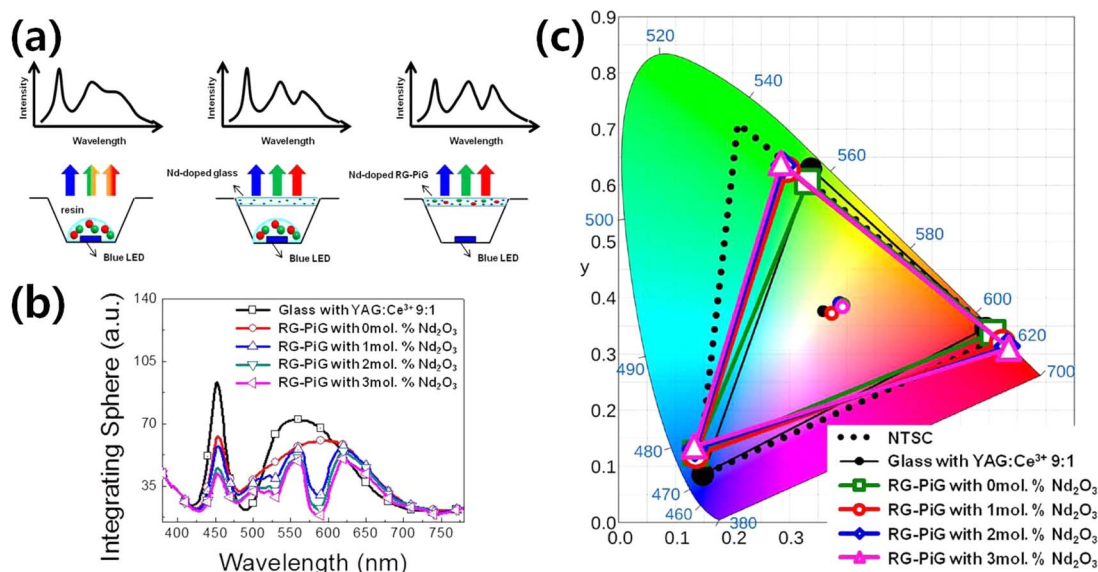 (a)
Intensity
Wavelength
Intensity
Wavelength
Intensity
Wavelength
resin
Blue LED
Nd-doped glass
Blue LED
Nd-doped RG-PiG
Blue LED
(b)
Integrating Sphere (a.u.)
140
105
70
35
400 450 500 550 600 650 700 750
Wavelength (nm)
Glass with YAG:Ce³⁺ 9:1
RG-PiG with 0mol. % Nd₂O₃
RG-PiG with 1mol. % Nd₂O₃
RG-PiG with 2mol. % Nd₂O₃
RG-PiG with 3mol. % Nd₂O₃
(c)
0.9
0.8
0.7
0.6
0.5
y
0.4
0.3
0.2
0.1
0.0
0.0 0.1 0.2 0.3
520
540
560
580
600
620
700
500
490
480
470
460
380
NTSC
Glass with YAG:Ce³⁺ 9:1
RG-PiG with 0mol. % Nd₂O₃
RG-PiG with 1mol. % Nd₂O₃
RG-PiG with 2mol. % Nd₂O₃
RG-PiG with 3mol. % Nd₂O₃